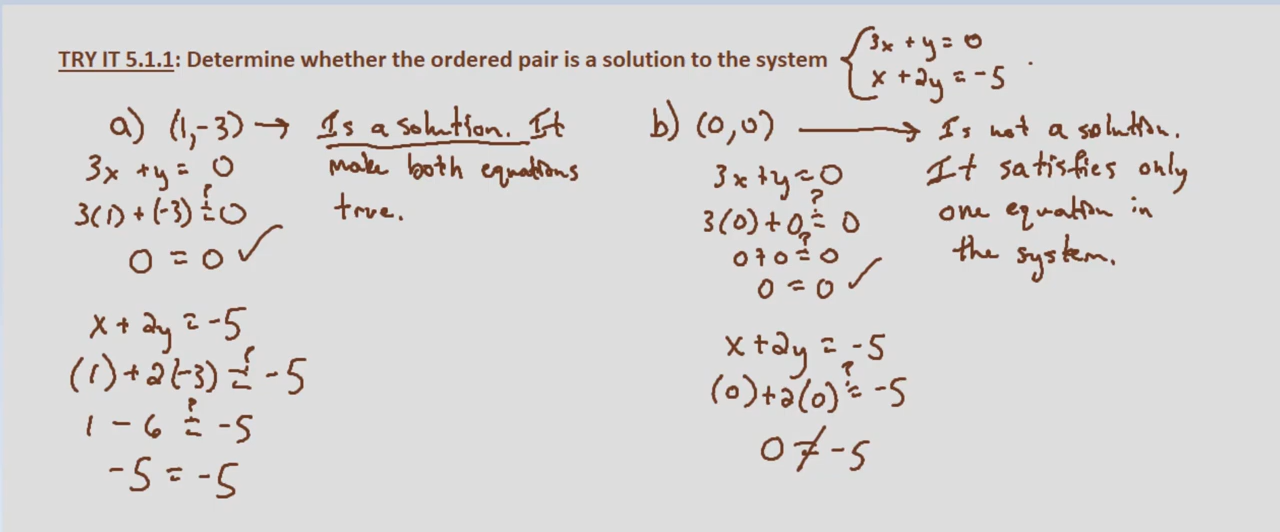 TRY IT 5.1.1: Determine whether the ordered pair is a solution to the system { 3x + y = 0
x + 2y = -5 .
a) (1,-3) → Is a solution. It
make both equations
true.
3x + y = 0
3(1) + (-3) ≟ 0
0 = 0 ✓
x + 2y = -5
(1) + 2(-3) ≟ -5
1 - 6 ≟ -5
-5 = -5
b) (0,0) → Is not a solution.
It satisfies only
one equation in
the system.
3x + y = 0
3(0) + 0 ≟ 0
0 + 0 ≟ 0
0 = 0 ✓
x + 2y = -5
(0) + 2(0) ≟ -5
0 ≠ -5